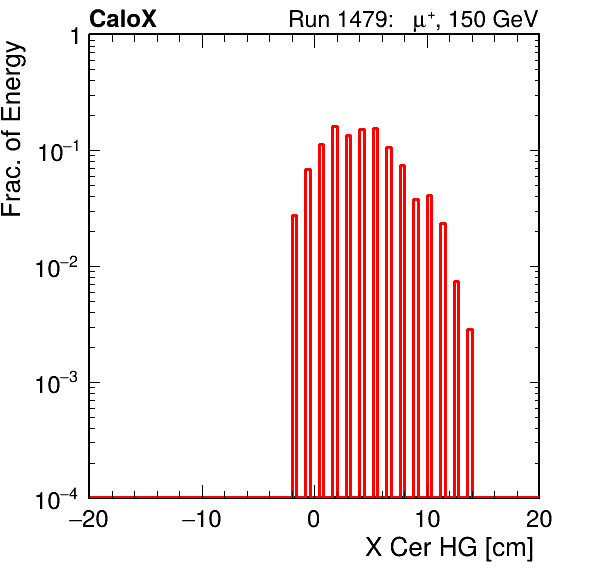 CaloX
Run 1479: μ⁺, 150 GeV
Frac. of Energy
1
10⁻¹
10⁻²
10⁻³
10⁻⁴
−20 −10 0 10 20
X Cer HG [cm]